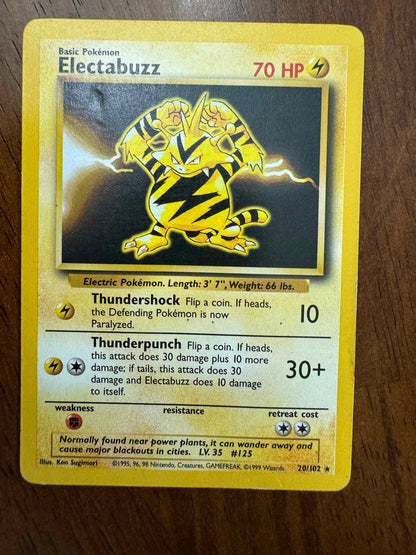 Basic Pokémon
Electabuzz 70 HP
Electric Pokémon. Length: 3' 7", Weight: 66 lbs.
Thundershock Flip a coin. If heads,
the Defending Pokémon is now
Paralyzed.
10
Thunderpunch Flip a coin. If heads,
this attack does 30 damage plus 10 more
damage; if tails, this attack does 30
damage and Electabuzz does 10 damage
to itself.
30+
weakness resistance retreat cost
Normally found near power plants, it can wander away and
cause major blackouts in cities. LV. 35 #125
Illus. Ken Sugimori ©1995, 96, 98 Nintendo, Creatures, GAMEFREAK. ©1999 Wizards. 20/102 ★